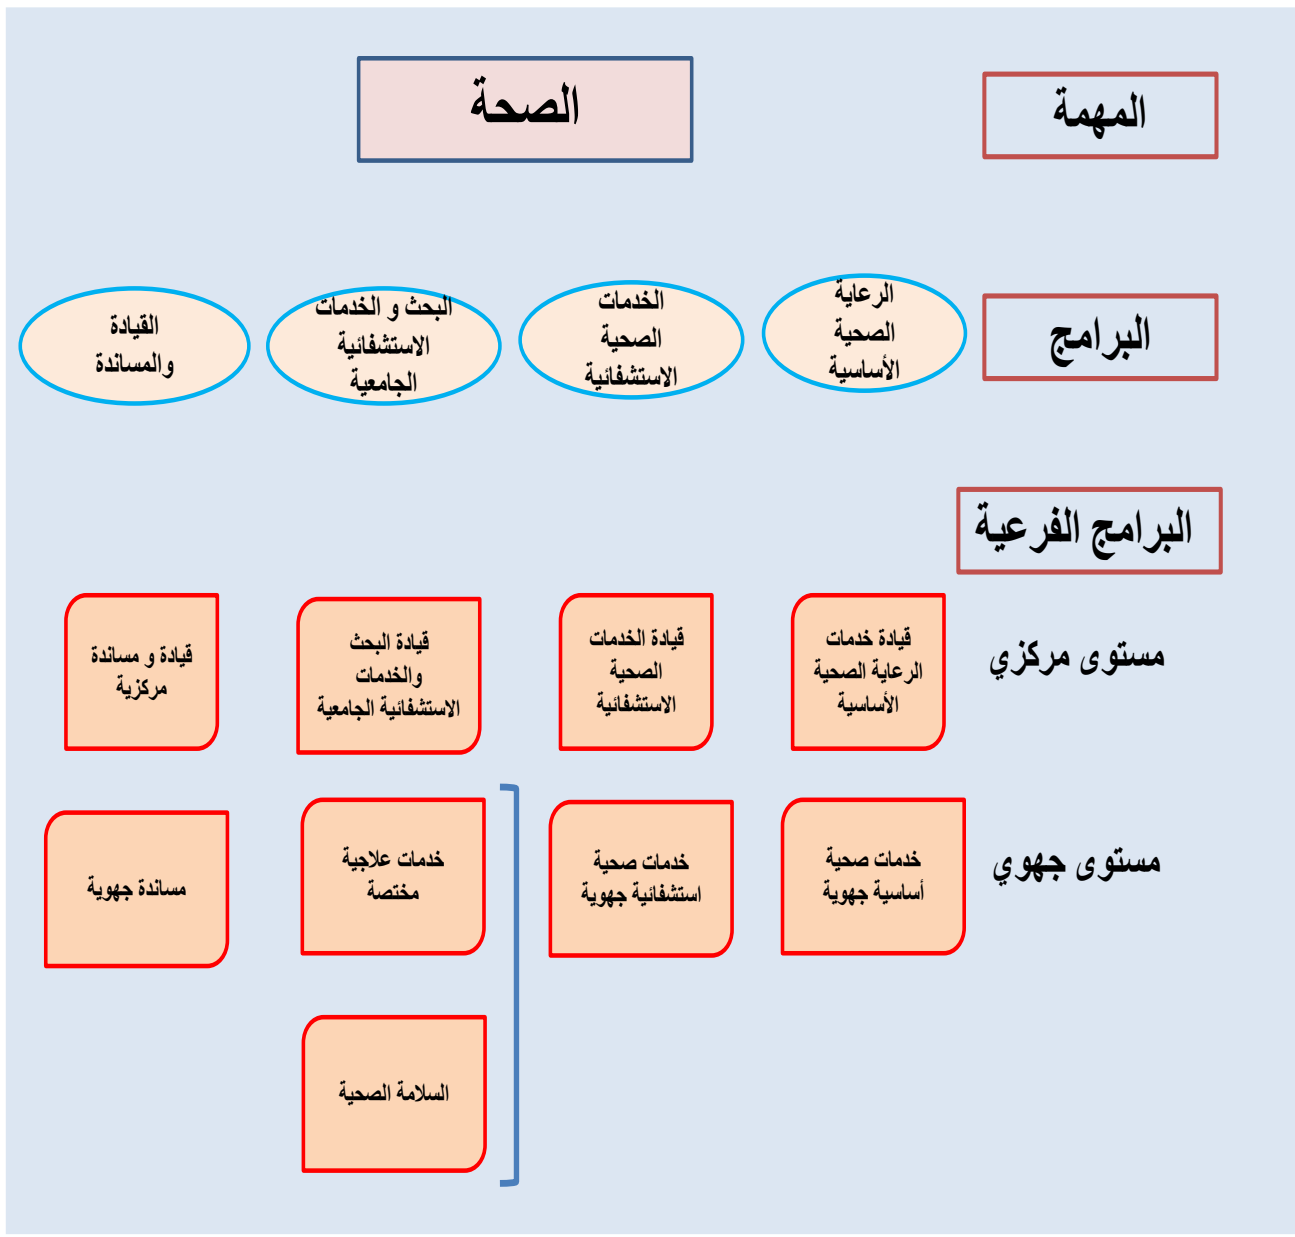 المهمة
الصحة
البرامج
الرعاية
الصحية
الأساسية
الخدمات
الصحية
الاستشفائية
البحث و الخدمات
الاستشفائية
الجامعية
القيادة
والمساندة
البرامج الفرعية
مستوى مركزي
قيادة خدمات
الرعاية الصحية
الأساسية
قيادة الخدمات
الصحية
الاستشفائية
قيادة البحث
والخدمات
الاستشفائية الجامعية
قيادة و مساندة
مركزية
مستوى جهوي
خدمات صحية
أساسية جهوية
خدمات صحية
استشفائية جهوية
خدمات علاجية
مختصة
مساندة جهوية
السلامة الصحية